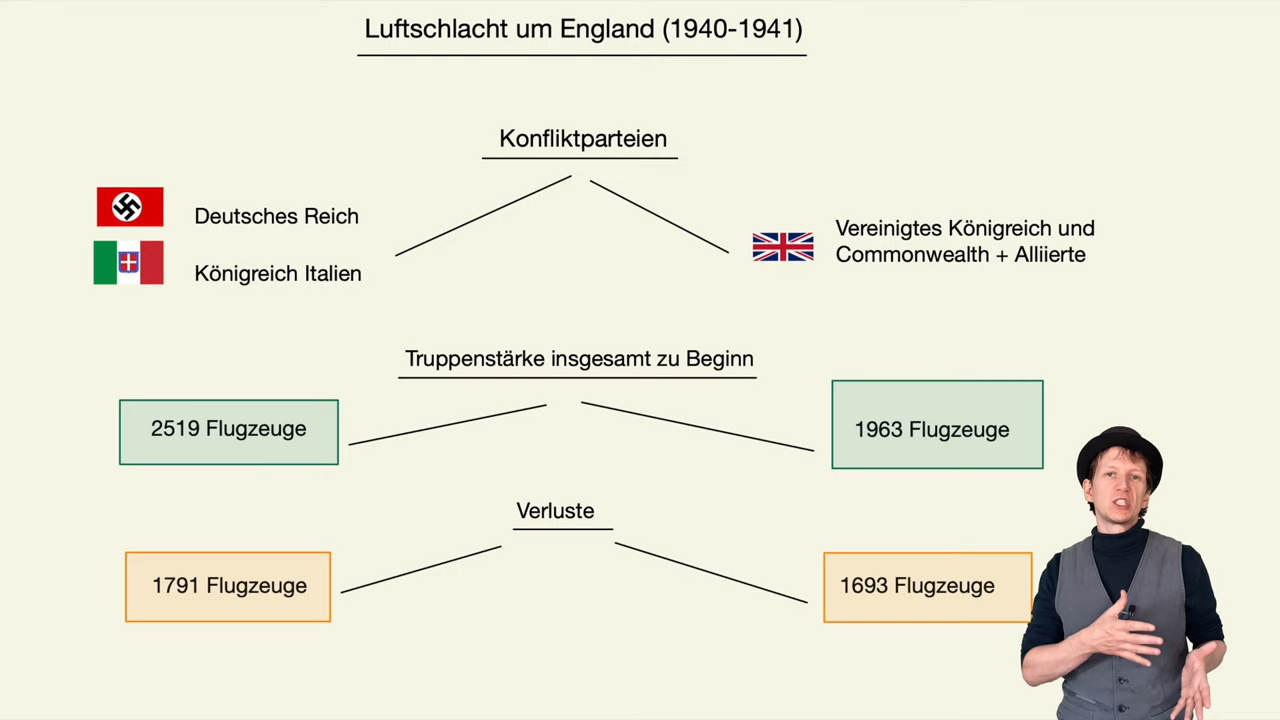 Luftschlacht um England (1940-1941)
Konfliktparteien
Deutsches Reich
Königreich Italien
Vereinigtes Königreich und
Commonwealth + Alliierte
Truppenstärke insgesamt zu Beginn
2519 Flugzeuge
1963 Flugzeuge
Verluste
1791 Flugzeuge
1693 Flugzeuge